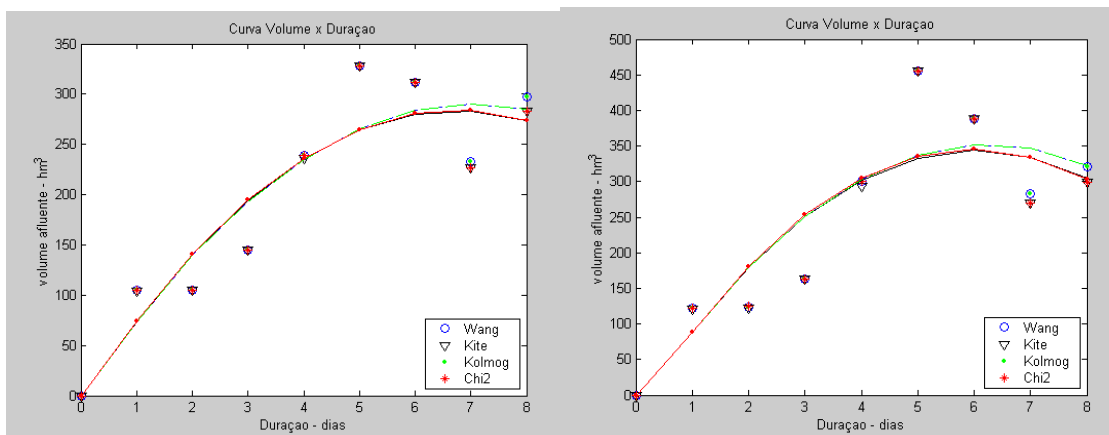 Curva Volume x Duraçao
350
300
250
200
150
100
50
0
volume afluente - hm³
0 1 2 3 4 5 6 7 8
Duraçao - dias
Wang
Kite
Kolmog
Chi2
Curva Volume x Duraçao
500
450
400
350
300
250
200
150
100
50
0
volume afluente - hm³
0 1 2 3 4 5 6 7 8
Duraçao - dias
Wang
Kite
Kolmog
Chi2